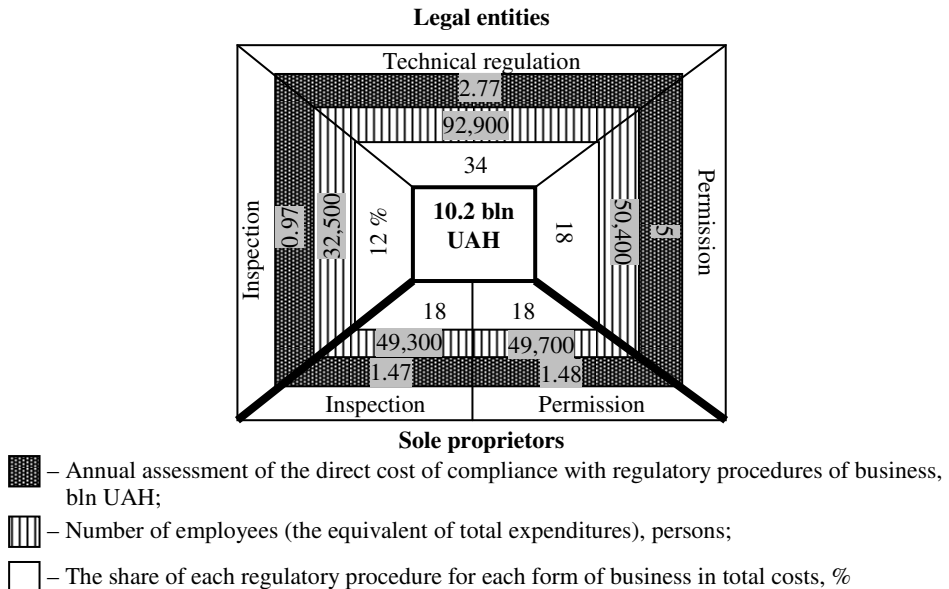 Legal entities
Technical regulation
2.77
92,900
34
Inspection
0.97
32,500
12 %
10.2 bln
UAH
18
50,400
5
Permission
18
18
49,300
49,700
1.47
1.48
Inspection
Permission
Sole proprietors
– Annual assessment of the direct cost of compliance with regulatory procedures of business,
bln UAH;
– Number of employees (the equivalent of total expenditures), persons;
– The share of each regulatory procedure for each form of business in total costs, %